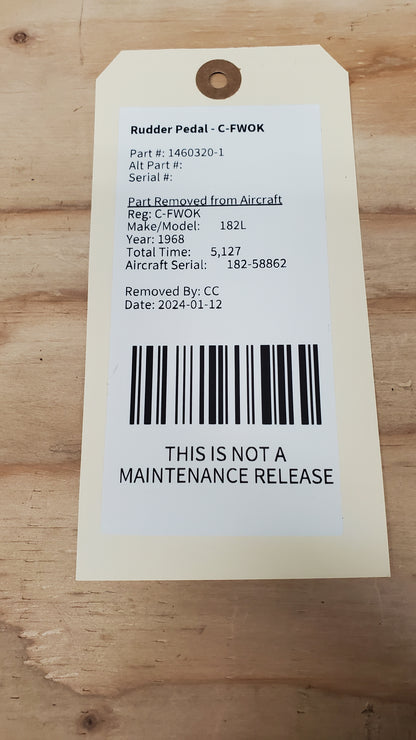 Rudder Pedal - C-FWOK
Part #: 1460320-1
Alt Part #:
Serial #:
Part Removed from Aircraft
Reg: C-FWOK
Make/Model: 182L
Year: 1968
Total Time: 5,127
Aircraft Serial: 182-58862
Removed By: CC
Date: 2024-01-12
THIS IS NOT A
MAINTENANCE RELEASE